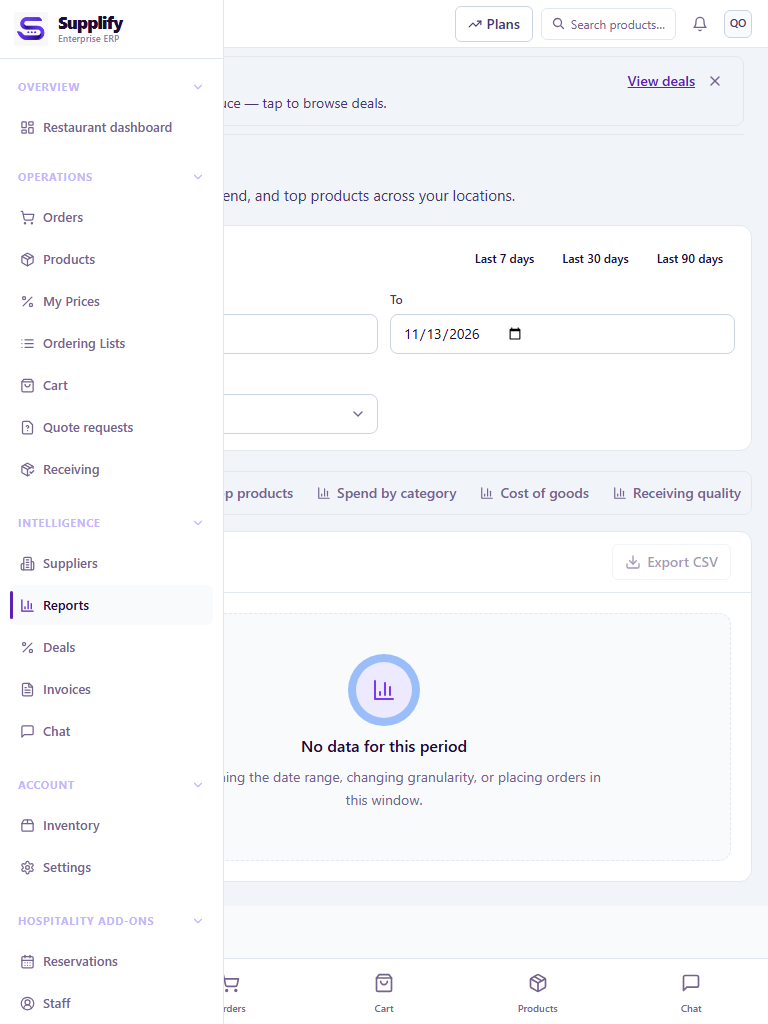 Supplify
Enterprise ERP
OVERVIEW
Restaurant dashboard
OPERATIONS
Orders
Products
My Prices
Ordering Lists
Cart
Quote requests
Receiving
INTELLIGENCE
Suppliers
Reports
Deals
Invoices
Chat
ACCOUNT
Inventory
Settings
HOSPITALITY ADD-ONS
Reservations
Staff
Plans
Search products...
QO
View deals
— tap to browse deals.
and top products across your locations.
Last 7 days
Last 30 days
Last 90 days
To
11/13/2026
products
Spend by category
Cost of goods
Receiving quality
Export CSV
No data for this period
the date range, changing granularity, or placing orders in
this window.
Cart
Products
Chat